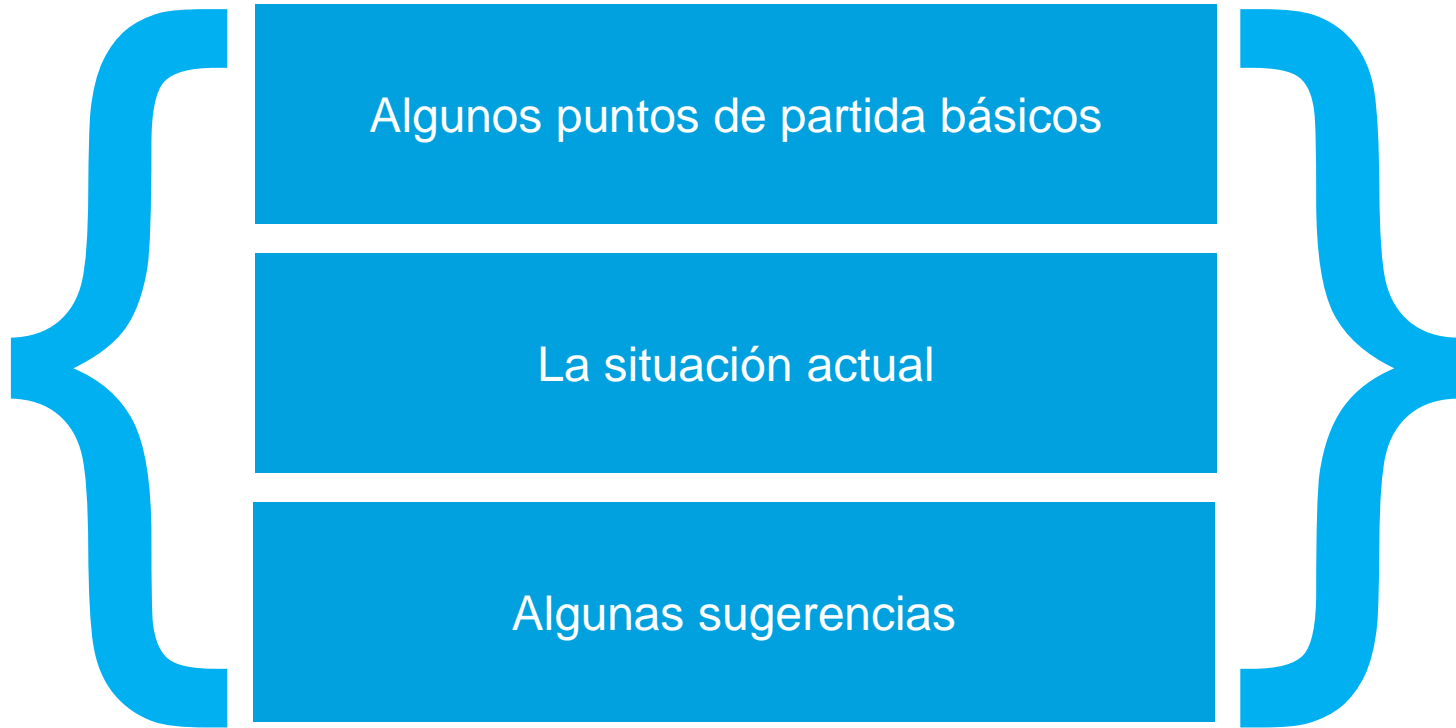 Algunos puntos de partida básicos
La situación actual
Algunas sugerencias